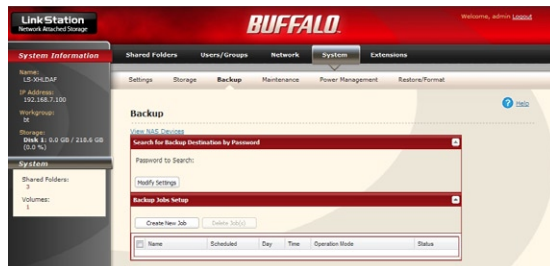 LinkStation
Network Attached Storage
BUFFALO.
Welcome, admin Logout
System Information
Shared Folders Users/Groups Network System Extensions
Name:
LS-XHLDAF
Settings Storage Backup Maintenance Power Management Restore/Format
IP Address:
192.168.7.100
Help
Workgroup:
bt
Backup
Storage:
Disk 1: 0.0 GB / 218.6 GB
(0.0 %)
View NAS Devices
Search for Backup Destination by Password
System
Password to Search:
Shared Folders:
3
Modify Settings
Volumes:
1
Backup Jobs Setup
Create New Job Delete Job(s)
Name Scheduled Day Time Operation Mode Status